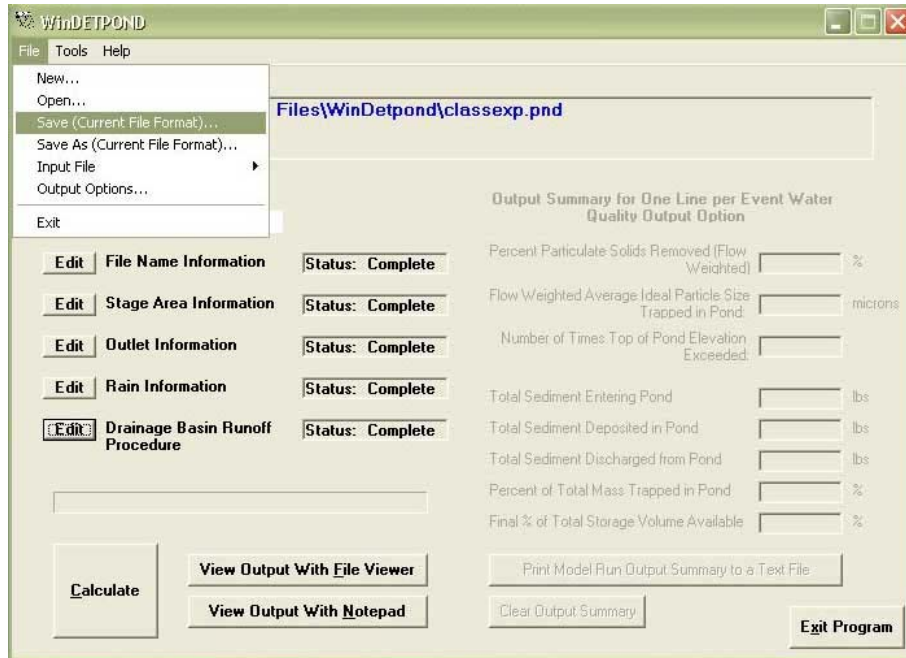 WinDETPOND
File Tools Help
New...
Open...
Save (Current File Format)...
Save As (Current File Format)...
Input File
Output Options...
Exit
Files\WinDetpond\classexp.pnd
Edit File Name Information Status: Complete
Edit Stage Area Information Status: Complete
Edit Outlet Information Status: Complete
Edit Rain Information Status: Complete
Edit Drainage Basin Runoff Procedure Status: Complete
Output Summary for One Line per Event Water
Quality Output Option
Percent Particulate Solids Removed (Flow
Weighted) %
Flow Weighted Average Ideal Particle Size
Trapped in Pond: microns
Number of Times Top of Pond Elevation
Exceeded:
Total Sediment Entering Pond lbs
Total Sediment Deposited in Pond lbs
Total Sediment Discharged from Pond lbs
Percent of Total Mass Trapped in Pond %
Final % of Total Storage Volume Available %
Calculate
View Output With File Viewer
View Output With Notepad
Print Model Run Output Summary to a Text File
Clear Output Summary
Exit Program